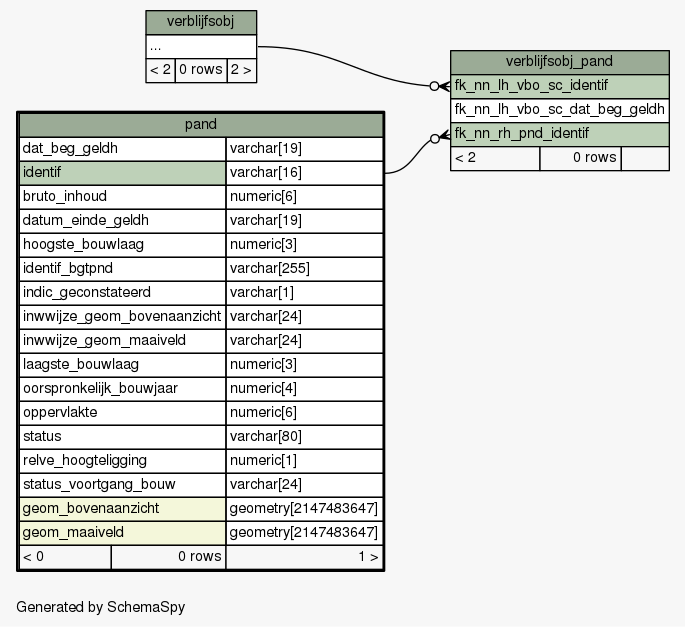 verblijfsobj
...
< 2 0 rows 2 >
verblijfsobj_pand
fk_nn_lh_vbo_sc_identif
fk_nn_lh_vbo_sc_dat_beg_geldh
fk_nn_rh_pnd_identif
< 2 0 rows
pand
dat_beg_geldh varchar[19]
identif varchar[16]
bruto_inhoud numeric[6]
datum_einde_geldh varchar[19]
hoogste_bouwlaag numeric[3]
identif_bgtpnd varchar[255]
indic_geconstateerd varchar[1]
inwwijze_geom_bovenaanzicht varchar[24]
inwwijze_geom_maaiveld varchar[24]
laagste_bouwlaag numeric[3]
oorspronkelijk_bouwjaar numeric[4]
oppervlakte numeric[6]
status varchar[80]
relve_hoogteligging numeric[1]
status_voortgang_bouw varchar[24]
geom_bovenaanzicht geometry[2147483647]
geom_maaiveld geometry[2147483647]
< 0 0 rows 1 >
Generated by SchemaSpy